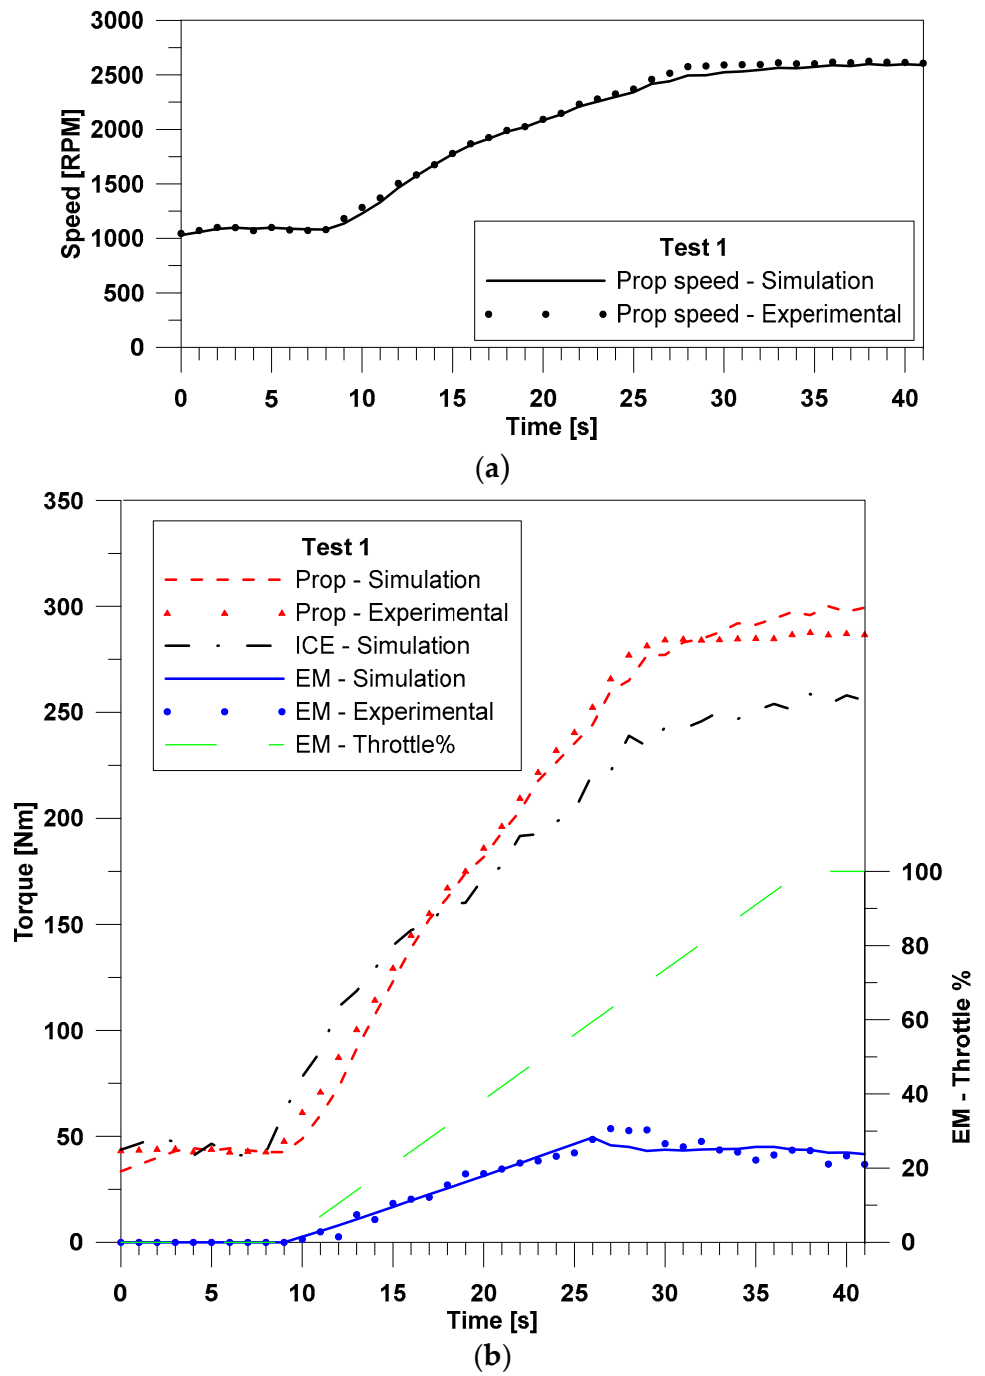 3000
2500
2000
1500
1000
500
0
Speed [RPM]
Test 1
Prop speed - Simulation
Prop speed - Experimental
0 5 10 15 20 25 30 35 40
Time [s]
(a)
350
300
250
200
150
100
50
0
Torque [Nm]
Test 1
Prop - Simulation
Prop - Experimental
ICE - Simulation
EM - Simulation
EM - Experimental
EM - Throttle%
100
80
60
40
20
0
EM - Throttle %
0 5 10 15 20 25 30 35 40
Time [s]
(b)